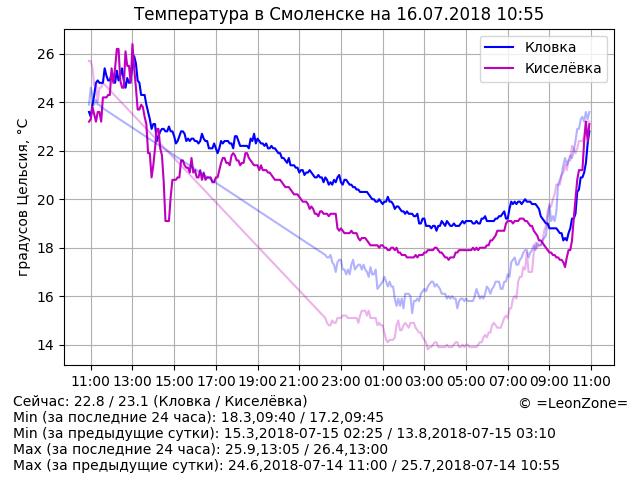 Температура в Смоленске на 16.07.2018 10:55
Кловка
Киселёвка
градусов Цельсия, °C
26
24
22
20
18
16
14
11:00 13:00 15:00 17:00 19:00 21:00 23:00 01:00 03:00 05:00 07:00 09:00 11:00
Сейчас: 22.8 / 23.1 (Кловка / Киселёвка)
© =LeonZone=
Min (за последние 24 часа): 18.3,09:40 / 17.2,09:45
Min (за предыдущие сутки): 15.3,2018-07-15 02:25 / 13.8,2018-07-15 03:10
Max (за последние 24 часа): 25.9,13:05 / 26.4,13:00
Max (за предыдущие сутки): 24.6,2018-07-14 11:00 / 25.7,2018-07-14 10:55